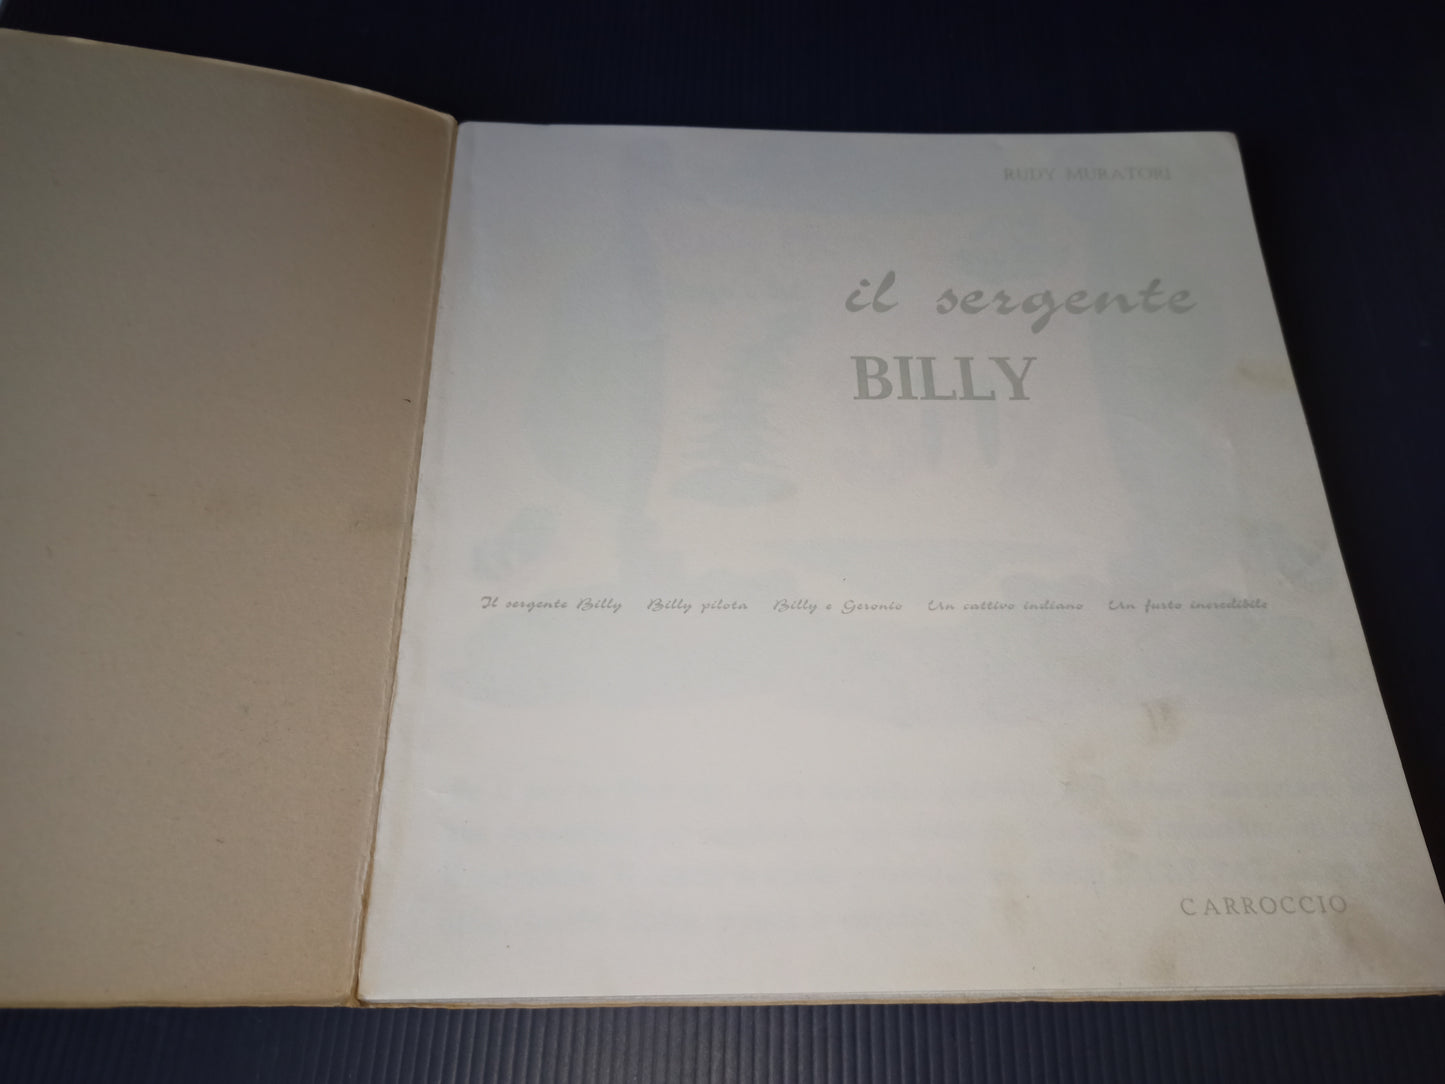 RUDY MURATORI
il sergente
BILLY
Il sergente Billy Billy pilota Billy e Geronio Un cattivo indiano Un furto incredibile
CARROCCIO